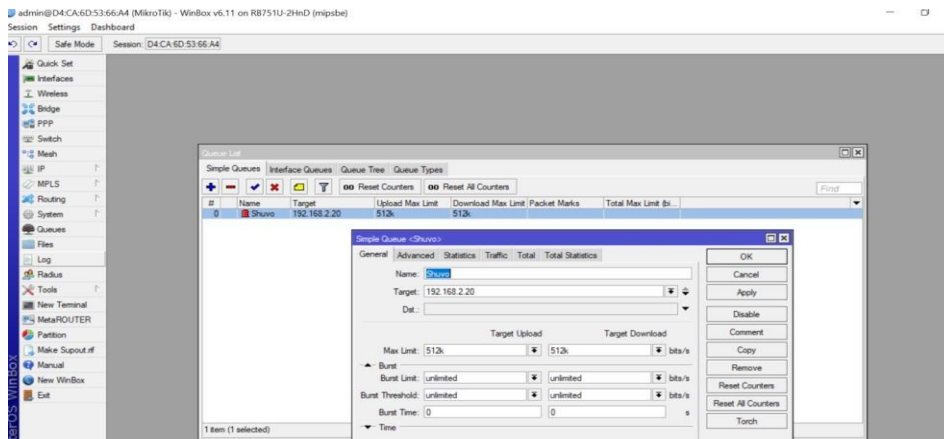 admin@D4:CA:6D:53:66:A4 (MikroTik) - WinBox v6.11 on RB751U-2HnD (mipsbe)
Session Settings Dashboard
Safe Mode Session: D4:CA:6D:53:66:A4
Quick Set
Interfaces
Wireless
Bridge
PPP
Switch
Mesh
IP
MPLS
Routing
System
Queues
Files
Log
Radius
Tools
New Terminal
MetaROUTER
Partition
Make Supout.rif
Manual
New WinBox
Exit
WinBox
Queue List
Simple Queues Interface Queues Queue Tree Queue Types
00 Reset Counters 00 Reset All Counters Find
# Name Target Upload Max Limit Download Max Limit Packet Marks Total Max Limit (bi...
0 Shuvo 192.168.2.20 512k 512k
Simple Queue <Shuvo>
General Advanced Statistics Traffic Total Total Statistics
Name: Shuvo
Target: 192.168.2.20
Dst.:
Target Upload Target Download
Max Limit: 512k 512k bits/s
Burst
Burst Limit: unlimited unlimited bits/s
Burst Threshold: unlimited unlimited bits/s
Burst Time: 0 0 s
Time
OK
Cancel
Apply
Disable
Comment
Copy
Remove
Reset Counters
Reset All Counters
Torch
1 item (1 selected)